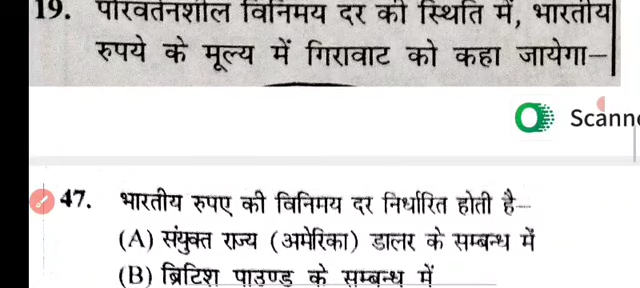 19. परिवर्तनशील विनिमय दर की स्थिति में, भारतीय
रुपये के मूल्य में गिरावाट को कहा जायेगा—
Scann
47. भारतीय रुपए की विनिमय दर निर्धारित होती है—
(A) संयुक्त राज्य (अमेरिका) डालर के सम्बन्ध में
(B) ब्रिटिश पाउण्ड के सम्बन्ध में